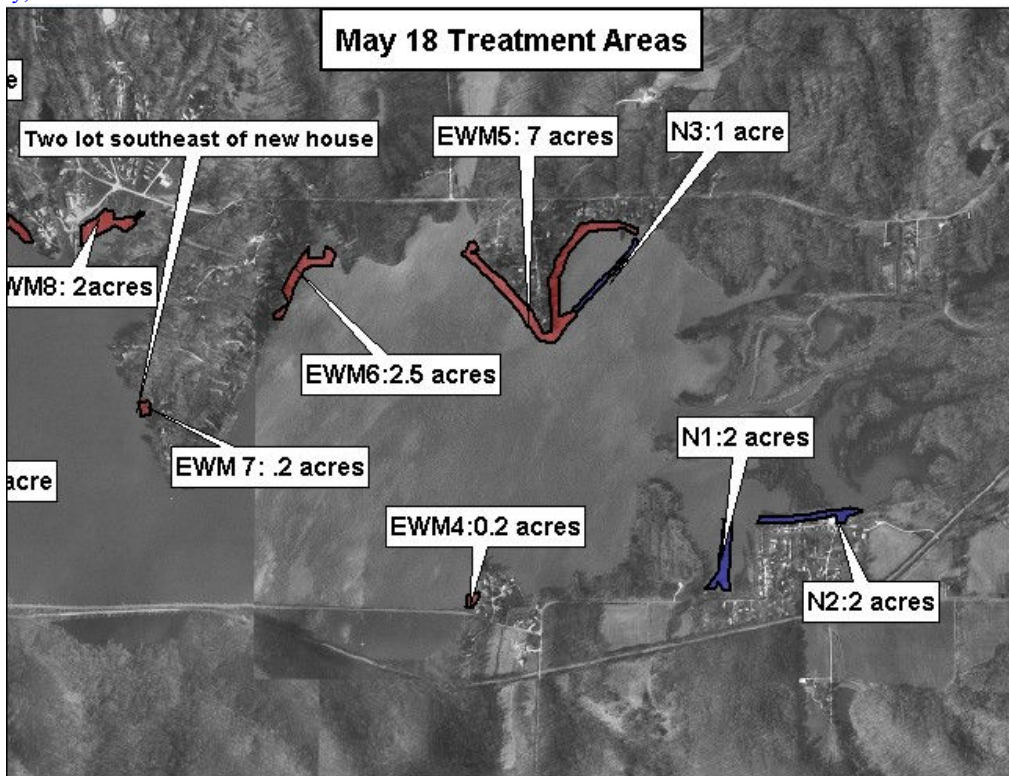 y,
May 18 Treatment Areas
e
Two lot southeast of new house
EWM5: 7 acres
N3:1 acre
WM8: 2acres
EWM6:2.5 acres
N1:2 acres
EWM 7: .2 acres
acre
EWM4:0.2 acres
N2:2 acres